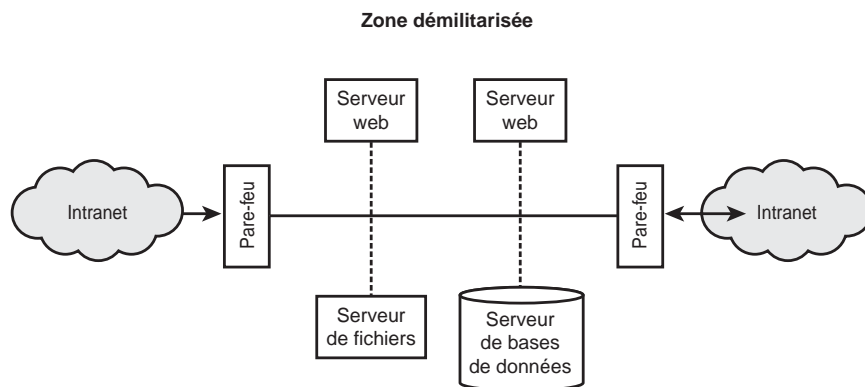 Zone démilitarisée
Serveur
web
Serveur
web
Intranet
Pare-feu
Pare-feu
Intranet
Serveur
de fichiers
Serveur
de bases
de données